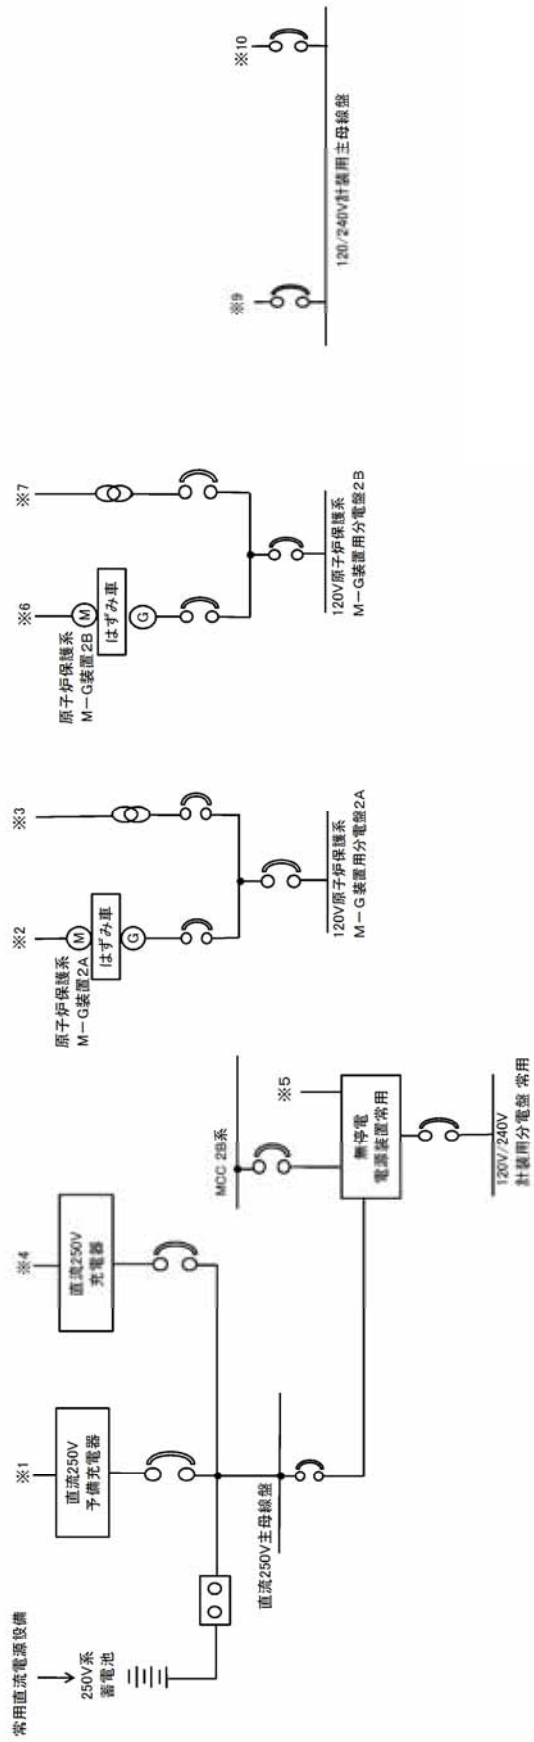 常用直流電源設備
250V系
蓄電池
※1
直流250V
予備充電器
※4
直流250V
充電器
直流250V主母線盤
MCC 2B系
※5
無停電
電源装置常用
120V/240V
計装用分電盤 常用
※2
原子炉保護系
M－G装置2A
M
はずみ車
G
※3
120V原子炉保護系
M－G装置用分電盤2A
※6
原子炉保護系
M－G装置2B
M
はずみ車
G
※7
120V原子炉保護系
M－G装置用分電盤2B
※9
※10
120/240V計装用主母線盤